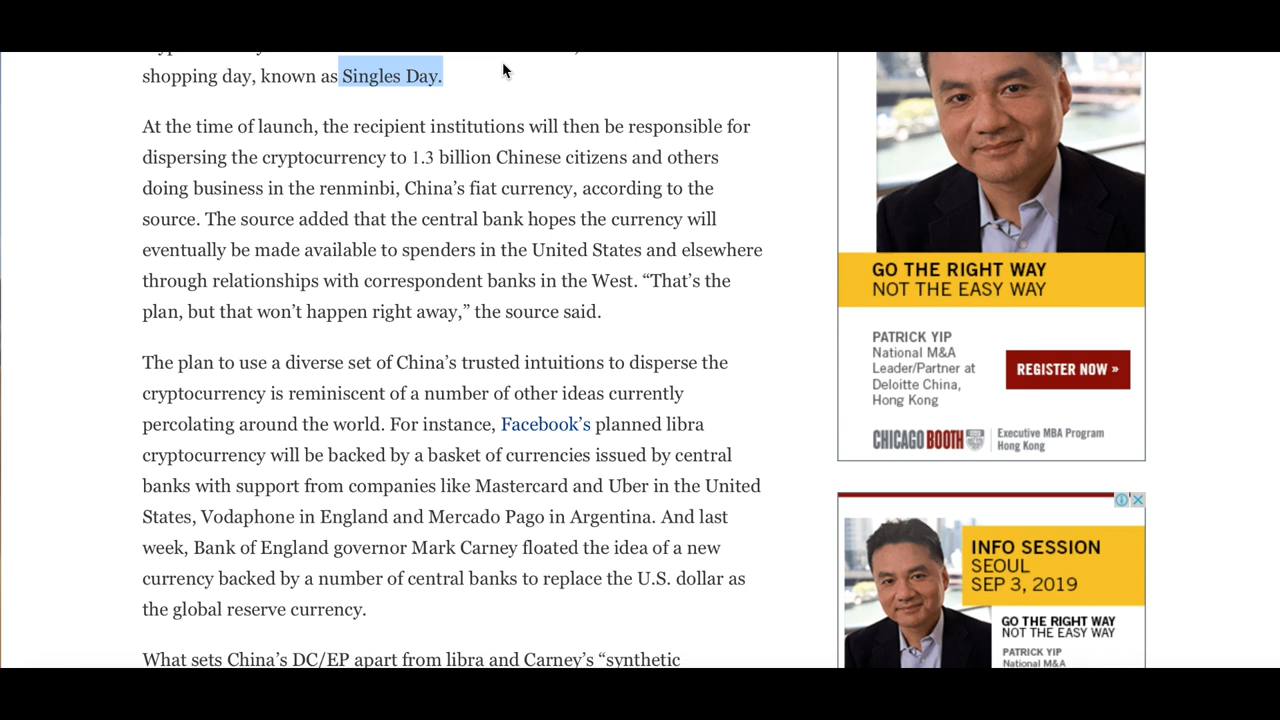 shopping day, known as Singles Day.
At the time of launch, the recipient institutions will then be responsible for
dispersing the cryptocurrency to 1.3 billion Chinese citizens and others
doing business in the renminbi, China’s fiat currency, according to the
source. The source added that the central bank hopes the currency will
eventually be made available to spenders in the United States and elsewhere
through relationships with correspondent banks in the West. “That’s the
plan, but that won’t happen right away,” the source said.
The plan to use a diverse set of China’s trusted intuitions to disperse the
cryptocurrency is reminiscent of a number of other ideas currently
percolating around the world. For instance, Facebook’s planned libra
cryptocurrency will be backed by a basket of currencies issued by central
banks with support from companies like Mastercard and Uber in the United
States, Vodaphone in England and Mercado Pago in Argentina. And last
week, Bank of England governor Mark Carney floated the idea of a new
currency backed by a number of central banks to replace the U.S. dollar as
the global reserve currency.
What sets China’s DC/EP apart from libra and Carney’s “synthetic
GO THE RIGHT WAY
NOT THE EASY WAY
PATRICK YIP
National M&A
Leader/Partner at
Deloitte China,
Hong Kong
REGISTER NOW »
CHICAGO BOOTH
Executive MBA Program
Hong Kong
INFO SESSION
SEOUL
SEP 3, 2019
GO THE RIGHT WAY
NOT THE EASY WAY
PATRICK YIP
National M&A